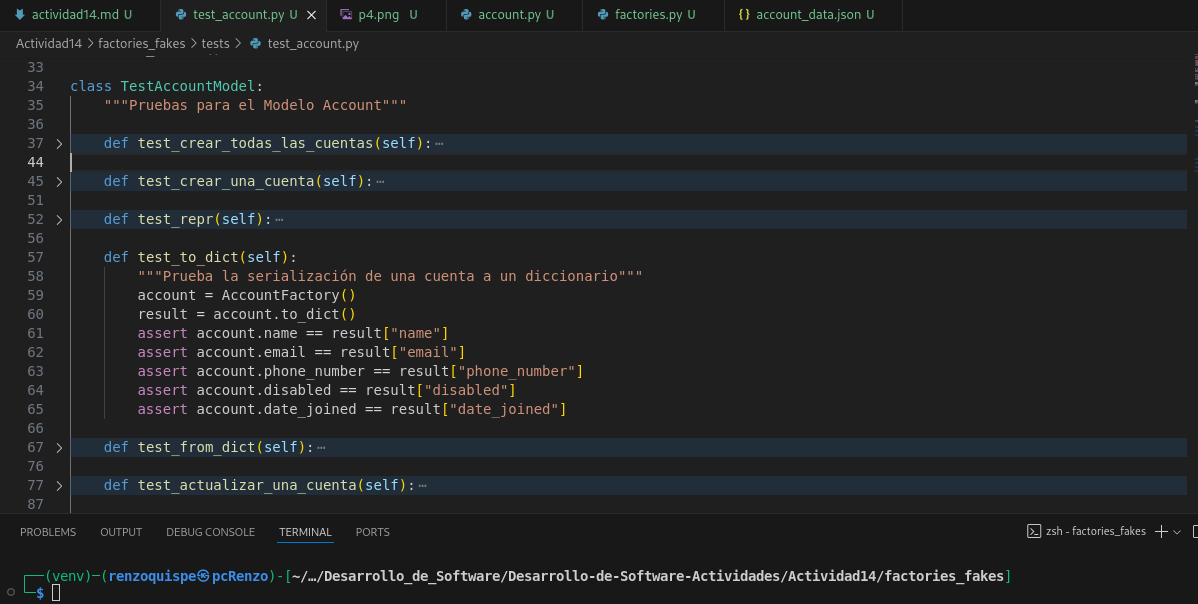 actividad14.md U test_account.py U p4.png U account.py U factories.py U {} account_data.json U
Actividad14 > factories_fakes > tests > test_account.py
33
34 class TestAccountModel:
35 """Pruebas para el Modelo Account"""
36
37 def test_crear_todas_las_cuentas(self):
44
45 def test_crear_una_cuenta(self):
51
52 def test_repr(self):
56
57 def test_to_dict(self):
58 """Prueba la serialización de una cuenta a un diccionario"""
59 account = AccountFactory()
60 result = account.to_dict()
61 assert account.name == result["name"]
62 assert account.email == result["email"]
63 assert account.phone_number == result["phone_number"]
64 assert account.disabled == result["disabled"]
65 assert account.date_joined == result["date_joined"]
66
67 def test_from_dict(self):
76
77 def test_actualizar_una_cuenta(self):
87
PROBLEMS OUTPUT DEBUG CONSOLE TERMINAL PORTS zsh - factories_fakes
(venv)-(renzoquispe㉿pcRenzo)-[~/…/Desarrollo_de_Software/Desarrollo-de-Software-Actividades/Actividad14/factories_fakes]
$